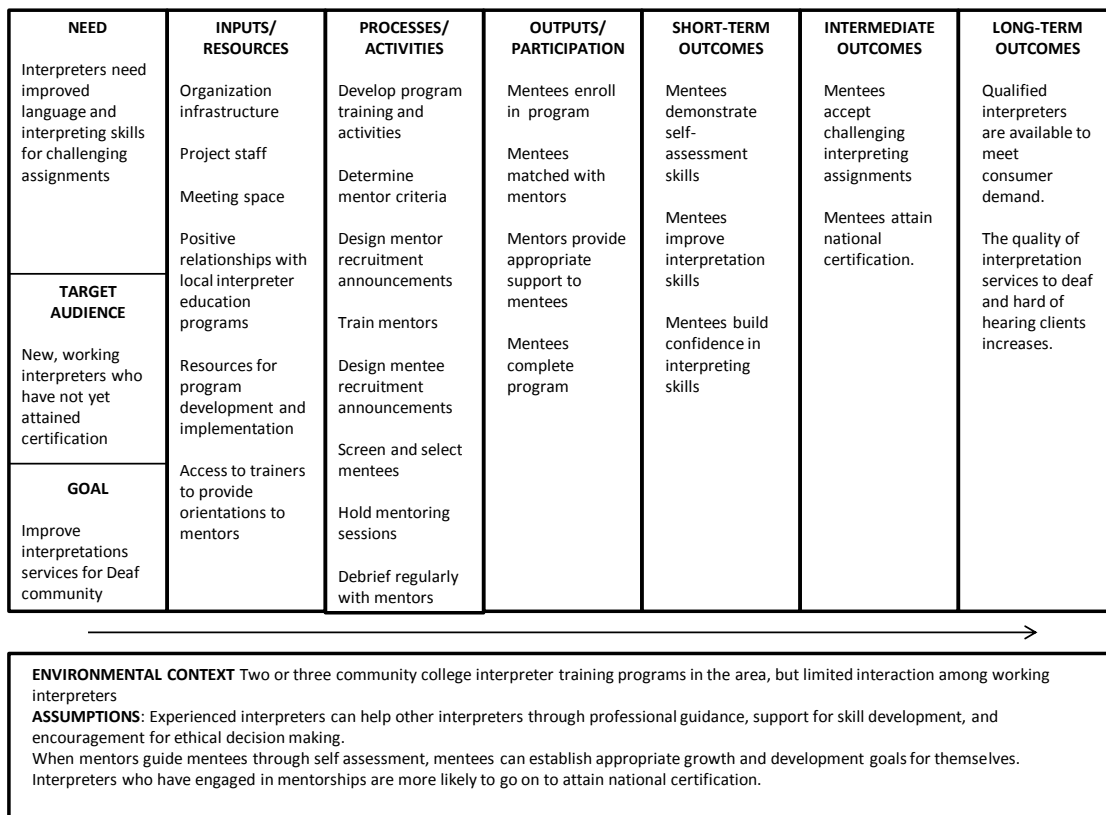 NEED
Interpreters need
improved
language and
interpreting skills
for challenging
assignments
TARGET
AUDIENCE
New, working
interpreters who
have not yet
attained
certification
GOAL
Improve
interpretations
services for Deaf
community
INPUTS/
RESOURCES
Organization
infrastructure
Project staff
Meeting space
Positive
relationships with
local interpreter
education
programs
Resources for
program
development and
implementation
Access to trainers
to provide
orientations to
mentors
PROCESSES/
ACTIVITIES
Develop program
training and
activities
Determine
mentor criteria
Design mentor
recruitment
announcements
Train mentors
Design mentee
recruitment
announcements
Screen and select
mentees
Hold mentoring
sessions
Debrief regularly
with mentors
OUTPUTS/
PARTICIPATION
Mentees enroll
in program
Mentees
matched with
mentors
Mentors provide
appropriate
support to
mentees
Mentees
complete
program
SHORT-TERM
OUTCOMES
Mentees
demonstrate
self-
assessment
skills
Mentees
improve
interpretation
skills
Mentees build
confidence in
interpreting
skills
INTERMEDIATE
OUTCOMES
Mentees
accept
challenging
interpreting
assignments
Mentees attain
national
certification.
LONG-TERM
OUTCOMES
Qualified
interpreters
are available to
meet
consumer
demand.
The quality of
interpretation
services to deaf
and hard of
hearing clients
increases.
ENVIRONMENTAL CONTEXT Two or three community college interpreter training programs in the area, but limited interaction among working
interpreters
ASSUMPTIONS: Experienced interpreters can help other interpreters through professional guidance, support for skill development, and
encouragement for ethical decision making.
When mentors guide mentees through self assessment, mentees can establish appropriate growth and development goals for themselves.
Interpreters who have engaged in mentorships are more likely to go on to attain national certification.